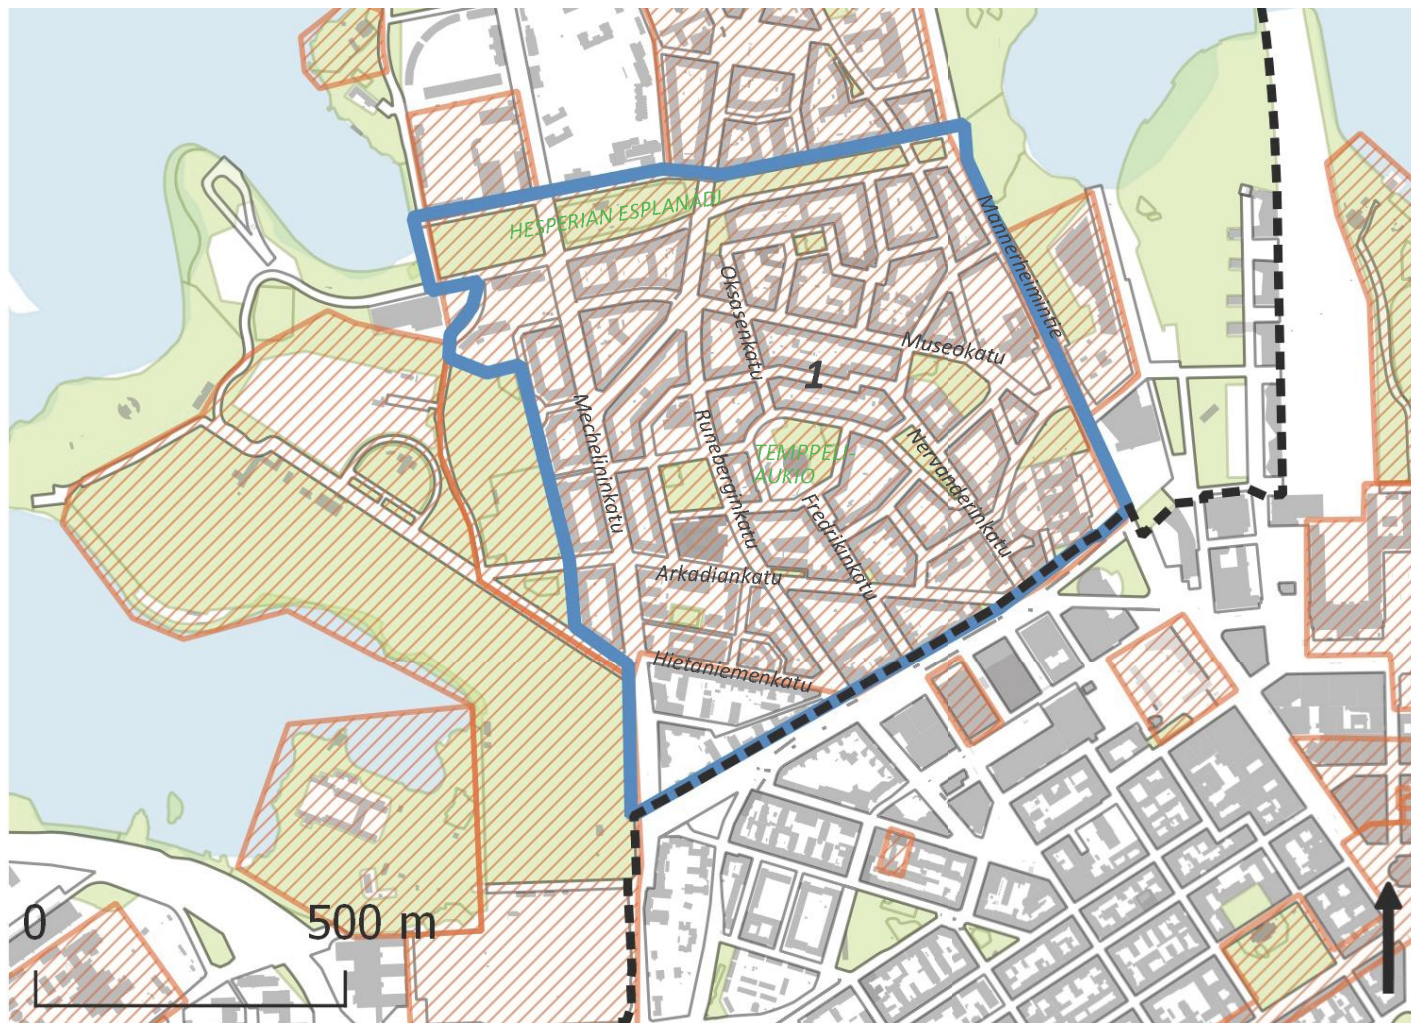 HESPERIAN ESPLANADI
Mannerheimintie
Oksasenkatu
Museokatu
1
Mechelininkatu
Runeberginkatu
TEMPPELI-
AUKIO
Nervanderinkatu
Fredrikinkatu
Arkadiankatu
Hietaniemenkatu
0 500 m